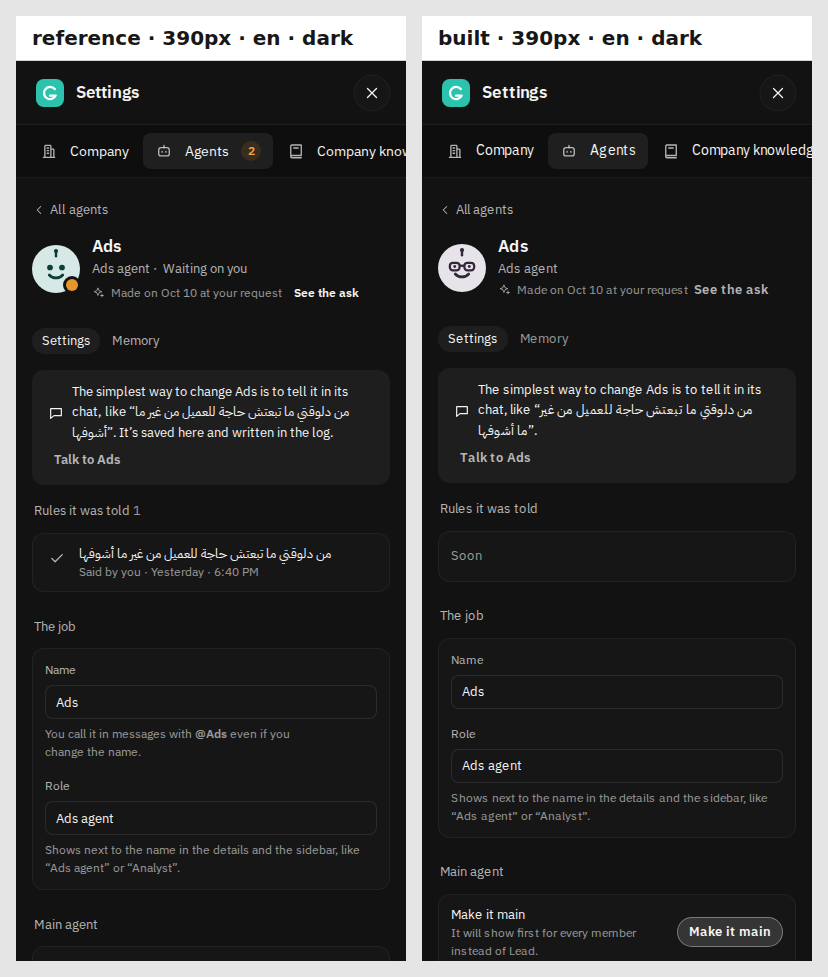 reference · 390px · en · dark
Settings
Company
Agents
2
Company know
All agents
Ads
Ads agent · Waiting on you
Made on Oct 10 at your request See the ask
Settings
Memory
The simplest way to change Ads is to tell it in its
chat, like “من دلوقتي ما تبعتش حاجة للعميل من غير ما
أشوفها”. It’s saved here and written in the log.
Talk to Ads
Rules it was told 1
من دلوقتي ما تبعتش حاجة للعميل من غير ما أشوفها
Said by you · Yesterday · 6:40 PM
The job
Name
Ads
You call it in messages with @Ads even if you
change the name.
Role
Ads agent
Shows next to the name in the details and the sidebar, like
“Ads agent” or “Analyst”.
Main agent
built · 390px · en · dark
Settings
Company
Agents
Company knowledg
All agents
Ads
Ads agent
Made on Oct 10 at your request See the ask
Settings
Memory
The simplest way to change Ads is to tell it in its
chat, like “من دلوقتي ما تبعتش حاجة للعميل من غير
ما أشوفها”.
Talk to Ads
Rules it was told
Soon
The job
Name
Ads
Role
Ads agent
Shows next to the name in the details and the sidebar, like
“Ads agent” or “Analyst”.
Main agent
Make it main
It will show first for every member
instead of Lead.
Make it main